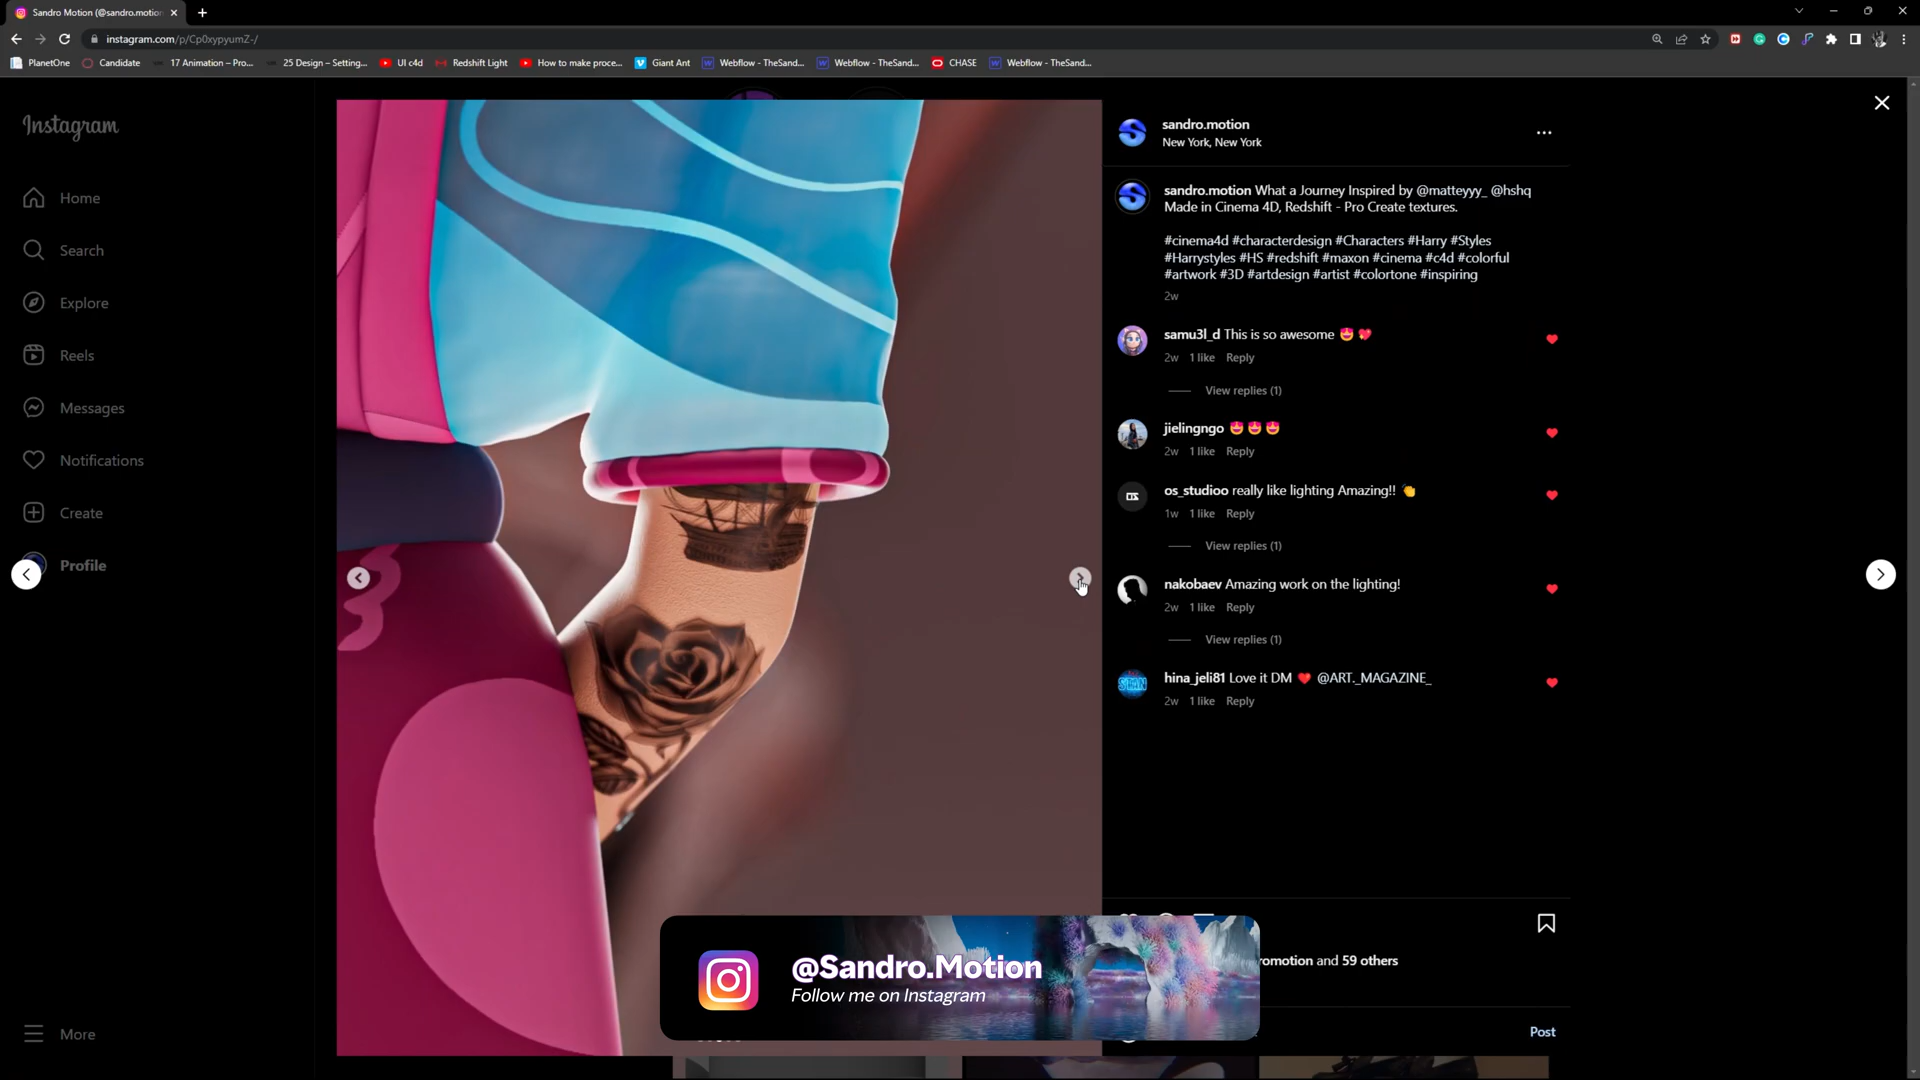 Sandro Motion (@sandro.motion
instagram.com/p/Cp0xypyumZ-/
PlanetOne
Candidate
17 Animation – Pro...
25 Design – Setting...
UI c4d
Redshift Light
How to make proce...
Giant Ant
Webflow - TheSand...
Webflow - TheSand...
CHASE
Webflow - TheSand...
Instagram
Home
Search
Explore
Reels
Messages
Notifications
Create
Profile
More
sandro.motion
New York, New York
sandro.motion What a Journey Inspired by @matteyyy_ @hshq
Made in Cinema 4D, Redshift - Pro Create textures.
#cinema4d #characterdesign #Characters #Harry #Styles
#Harrystyles #HS #redshift #maxon #cinema #c4d #colorful
#artwork #3D #artdesign #artist #colortone #inspiring
2w
samu3l_d This is so awesome 😍 💖
2w 1 like Reply
View replies (1)
jielingngo 😍😍😍
2w 1 like Reply
os_studioo really like lighting Amazing!! 👏
1w 1 like Reply
View replies (1)
nakobaev Amazing work on the lighting!
2w 1 like Reply
View replies (1)
hina_jeli81 Love it DM ❤️ @ART._MAGAZINE_
2w 1 like Reply
romotion and 59 others
Post
@Sandro.Motion
Follow me on Instagram